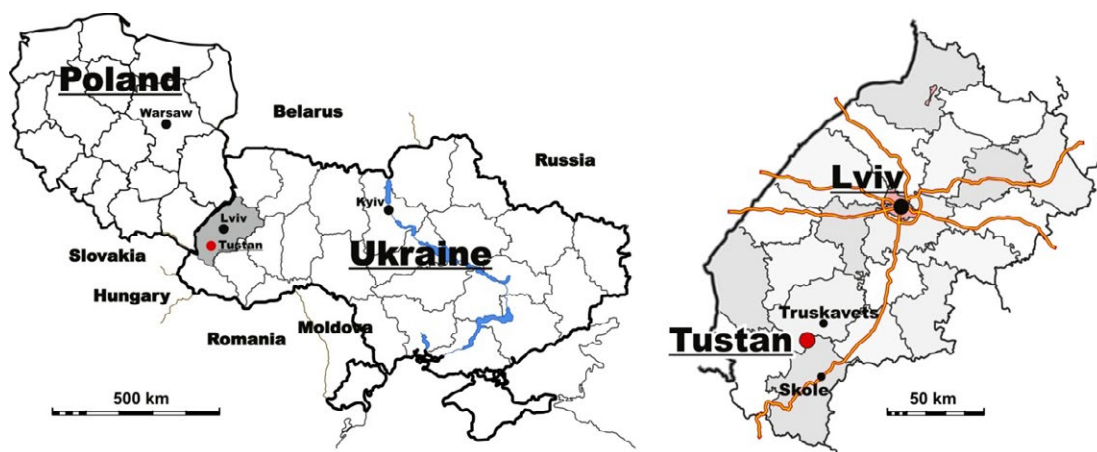 Poland
Warsaw
Belarus
Russia
Kyiv
Lviv
Tustan
Ukraine
Slovakia
Hungary
Romania
Moldova
500 km
Lviv
Truskavets
Tustan
Skole
50 km